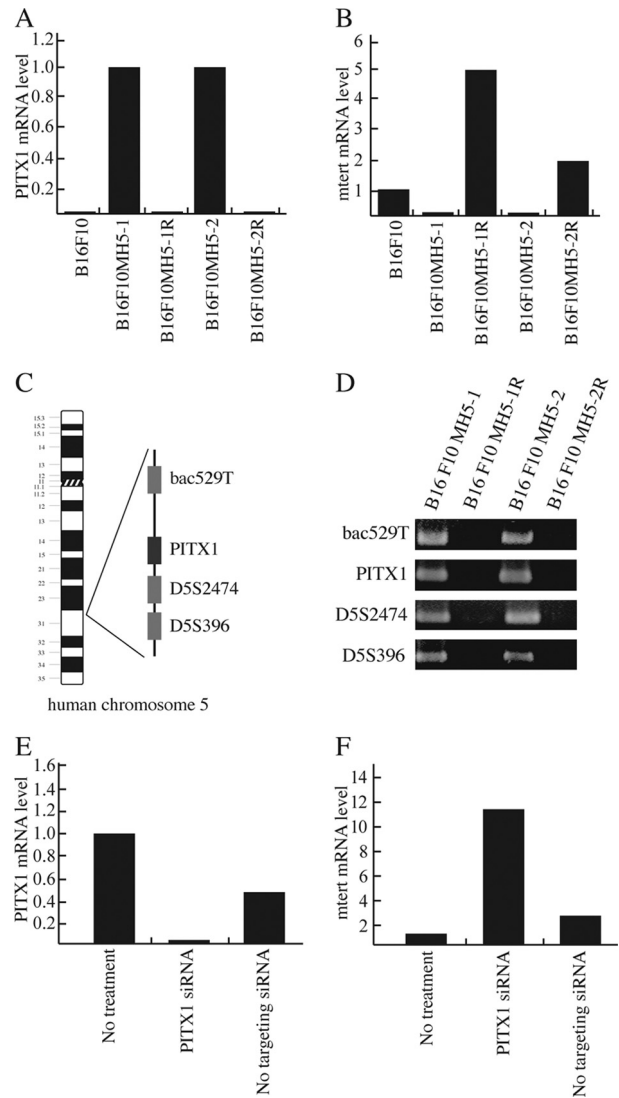 A
PITX1 mRNA level
1.2
1.0
0.8
0.6
0.4
0.2
B16F10
B16F10MH5-1
B16F10MH5-1R
B16F10MH5-2
B16F10MH5-2R
B
mtert mRNA level
6
5
4
3
2
1
B16F10
B16F10MH5-1
B16F10MH5-1R
B16F10MH5-2
B16F10MH5-2R
C
15.3
15.2
15.1
14
13
12
11
11.1
11.2
12
13
14
15
21
22
23
31
32
33
34
35
bac529T
PITX1
D5S2474
D5S396
human chromosome 5
D
B16 F10 MH5-1
B16 F10 MH5-1R
B16 F10 MH5-2
B16 F10 MH5-2R
bac529T
PITX1
D5S2474
D5S396
E
PITX1 mRNA level
1.6
1.4
1.2
1.0
0.8
0.6
0.4
0.2
No treatment
PITX1 siRNA
No targeting siRNA
F
mtert mRNA level
14
12
10
8
6
4
2
No treatment
PITX1 siRNA
No targeting siRNA